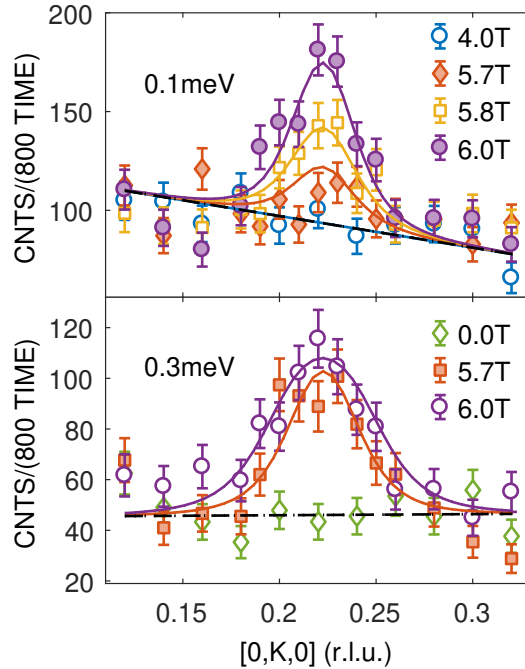 200
150
100
CNTS/(800 TIME)
0.1meV
4.0T
5.7T
5.8T
6.0T
120
100
80
60
40
20
CNTS/(800 TIME)
0.3meV
0.0T
5.7T
6.0T
0.15 0.2 0.25 0.3
[0,K,0] (r.l.u.)